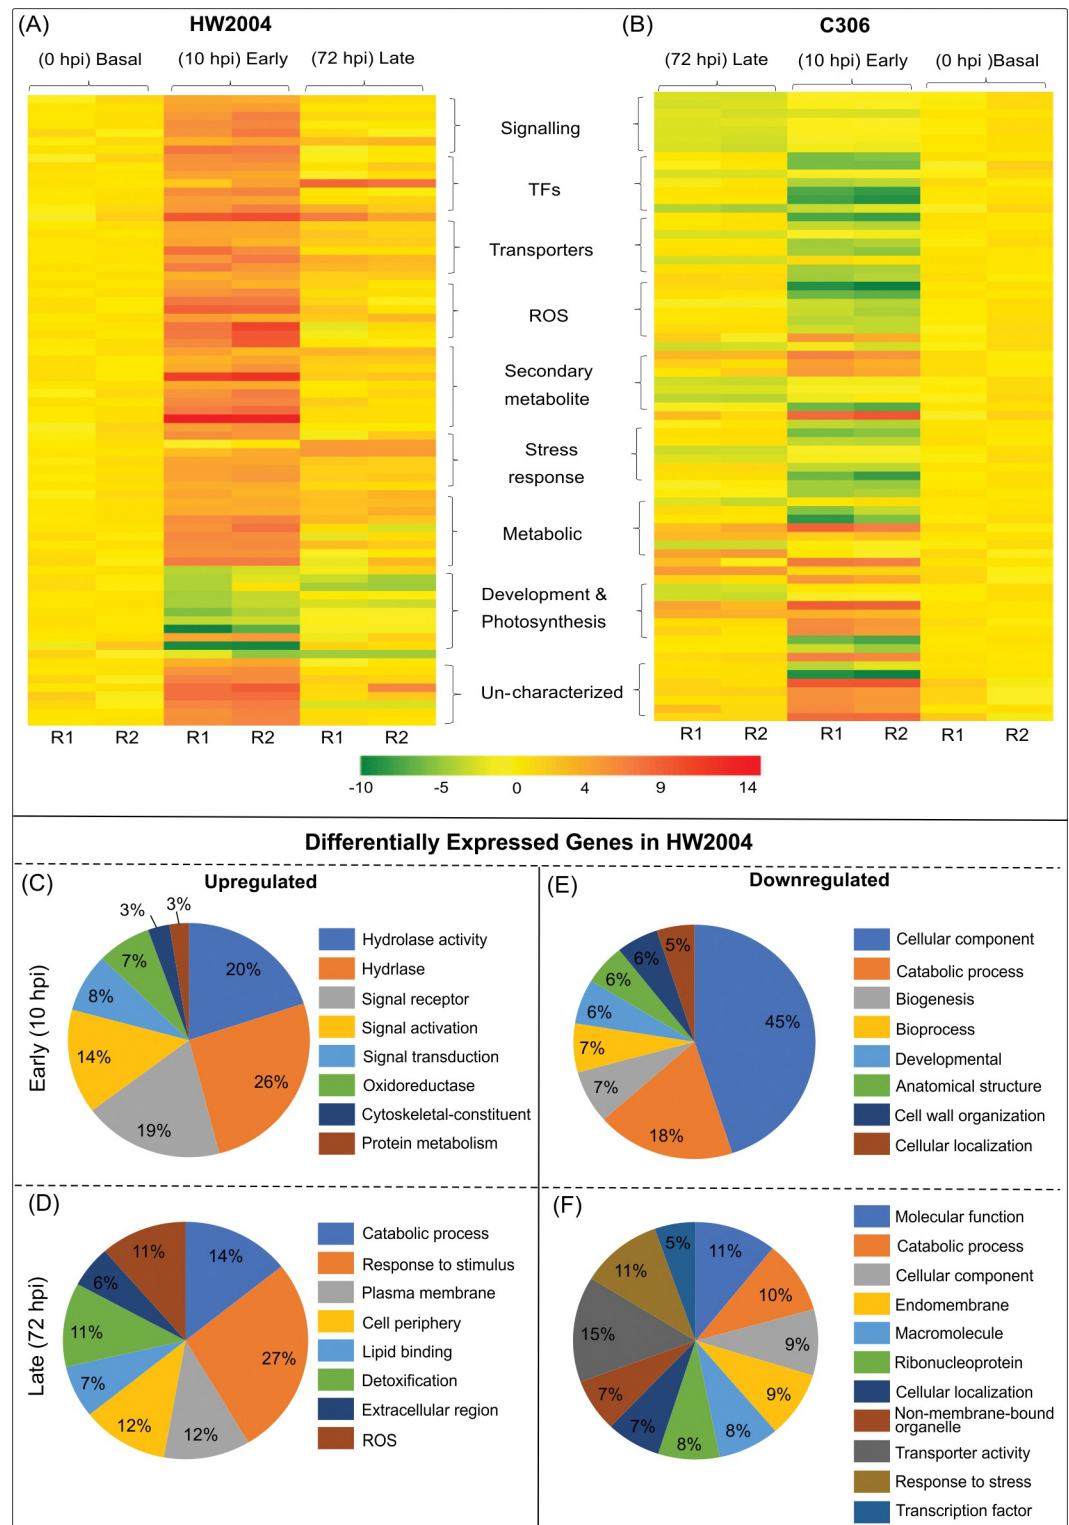 (A) HW2004
(B) C306
(0 hpi) Basal (10 hpi) Early (72 hpi) Late
(72 hpi) Late (10 hpi) Early (0 hpi )Basal
Signalling
TFs
Transporters
ROS
Secondary
metabolite
Stress
response
Metabolic
Development &
Photosynthesis
Un-characterized
R1 R2 R1 R2 R1 R2
R1 R2 R1 R2 R1 R2
-10 -5 0 4 9 14
Differentially Expressed Genes in HW2004
(C) Upregulated
Early (10 hpi)
3% 3%
7% 20%
8%
14%
26%
19%
Hydrolase activity
Hydrlase
Signal receptor
Signal activation
Signal transduction
Oxidoreductase
Cytoskeletal-constituent
Protein metabolism
(E) Downregulated
5%
6%
6%
6% 45%
7%
7%
18%
Cellular component
Catabolic process
Biogenesis
Bioprocess
Developmental
Anatomical structure
Cell wall organization
Cellular localization
(D)
Late (72 hpi)
11% 14%
6%
11%
27%
7%
12% 12%
Catabolic process
Response to stimulus
Plasma membrane
Cell periphery
Lipid binding
Detoxification
Extracellular region
ROS
(F)
5% 11%
11%
10%
15%
9%
7% 9%
7% 8% 8%
Molecular function
Catabolic process
Cellular component
Endomembrane
Macromolecule
Ribonucleoprotein
Cellular localization
Non-membrane-bound
organelle
Transporter activity
Response to stress
Transcription factor